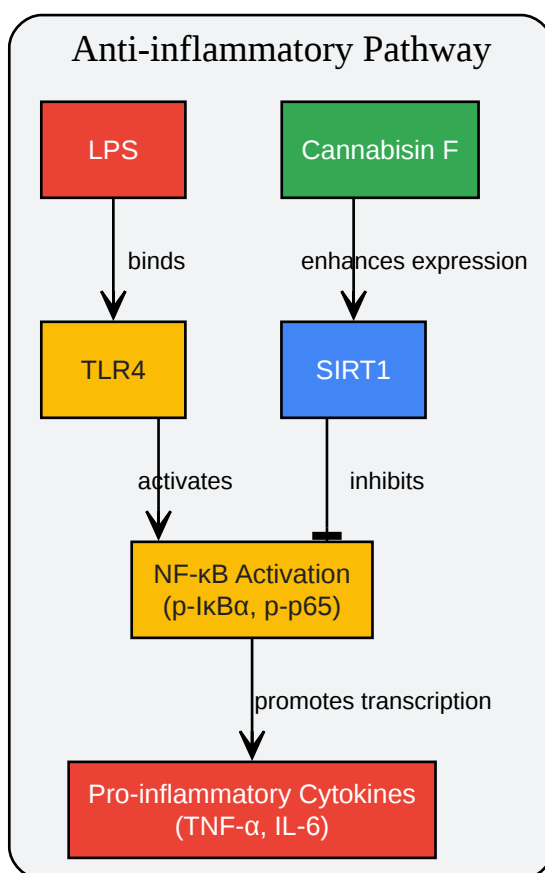 Anti-inflammatory Pathway
LPS
Cannabisin F
binds
enhances expression
TLR4
SIRT1
activates
inhibits
NF-κB Activation
(p-IκBα, p-p65)
promotes transcription
Pro-inflammatory Cytokines
(TNF-α, IL-6)